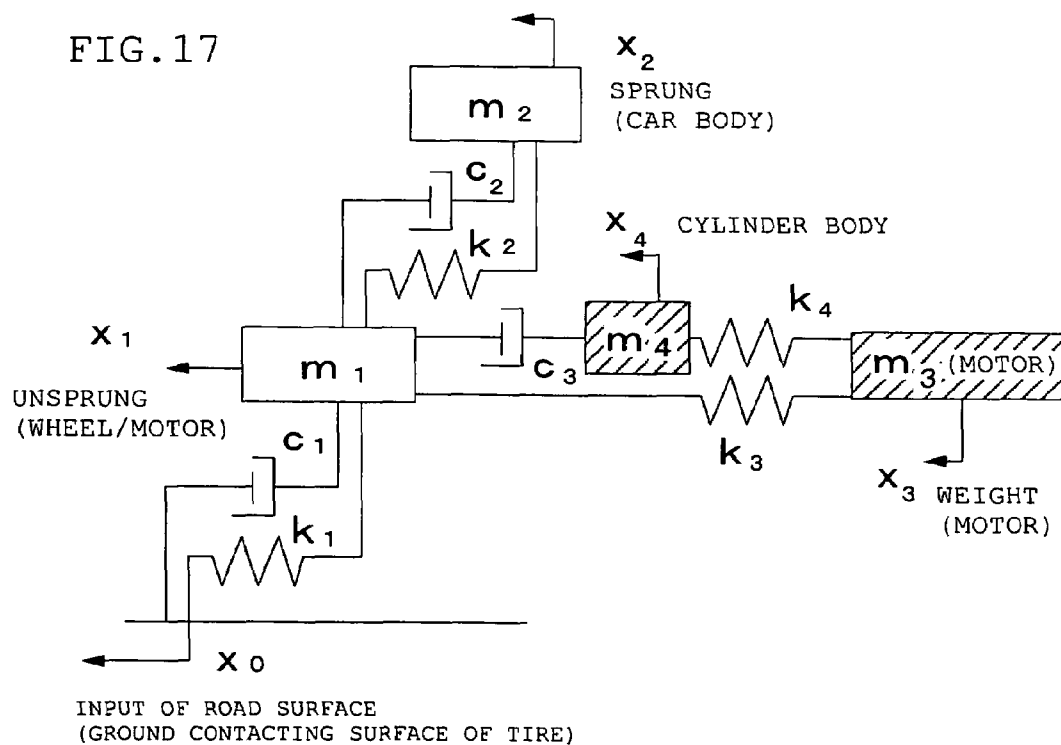 FIG.17
x2
SPRUNG
(CAR BODY)
m2
c2
k2
x4 CYLINDER BODY
k4
x1
m1
c3
m4
m3 (MOTOR)
UNSPRUNG
(WHEEL/MOTOR)
c1
k3
x3 WEIGHT
(MOTOR)
k1
x0
INPUT OF ROAD SURFACE
(GROUND CONTACTING SURFACE OF TIRE)